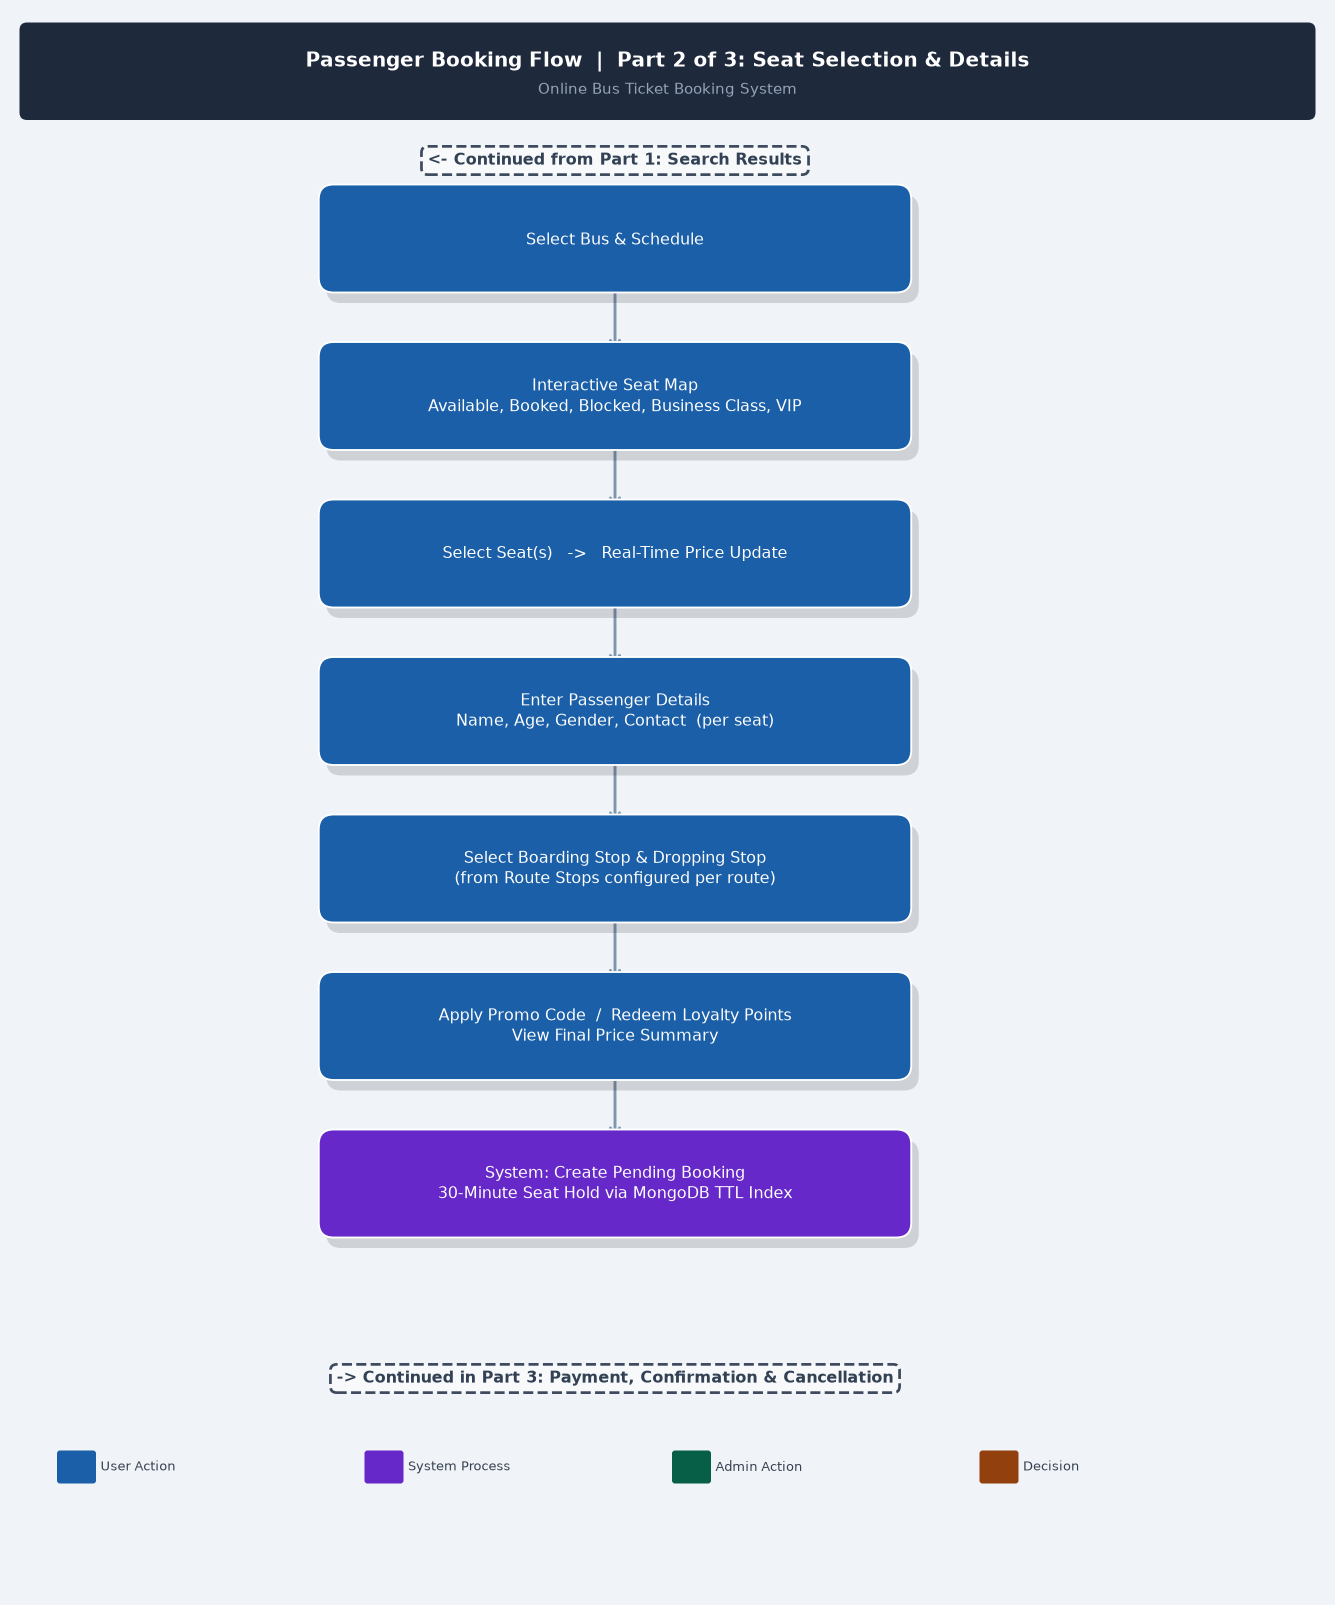 Passenger Booking Flow  |  Part 2 of 3: Seat Selection & Details
Online Bus Ticket Booking System
<- Continued from Part 1: Search Results
Select Bus & Schedule
Interactive Seat Map
Available, Booked, Blocked, Business Class, VIP
Select Seat(s)   ->   Real-Time Price Update
Enter Passenger Details
Name, Age, Gender, Contact  (per seat)
Select Boarding Stop & Dropping Stop
(from Route Stops configured per route)
Apply Promo Code  /  Redeem Loyalty Points
View Final Price Summary
System: Create Pending Booking
30-Minute Seat Hold via MongoDB TTL Index
-> Continued in Part 3: Payment, Confirmation & Cancellation
User Action
System Process
Admin Action
Decision